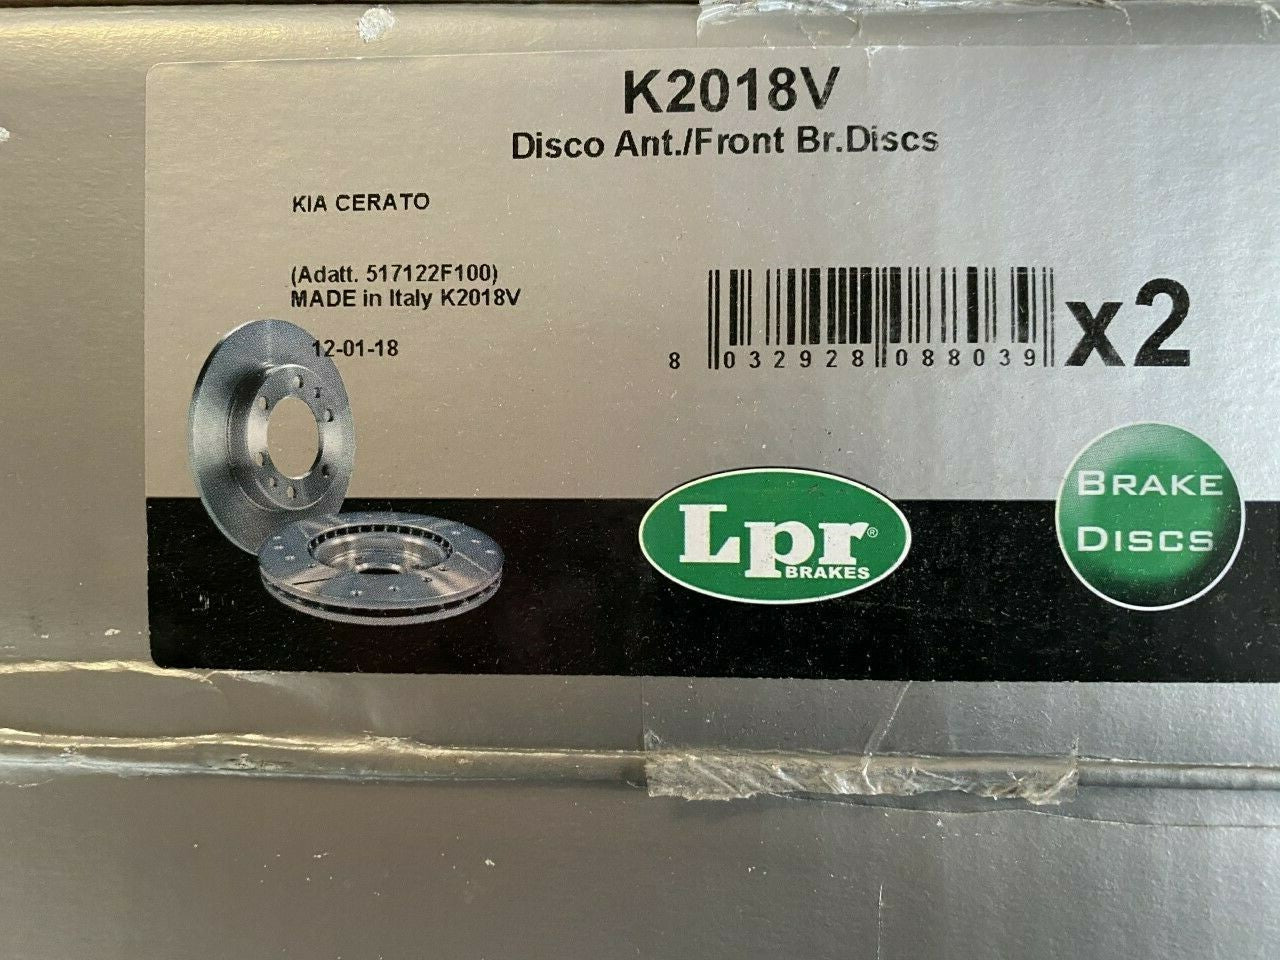 K2018V
Disco Ant./Front Br.Discs
KIA CERATO
(Adatt. 517122F100)
MADE in Italy K2018V
12-01-18
8 032928 088039 x2
Lpr®
BRAKES
BRAKE
DISCS